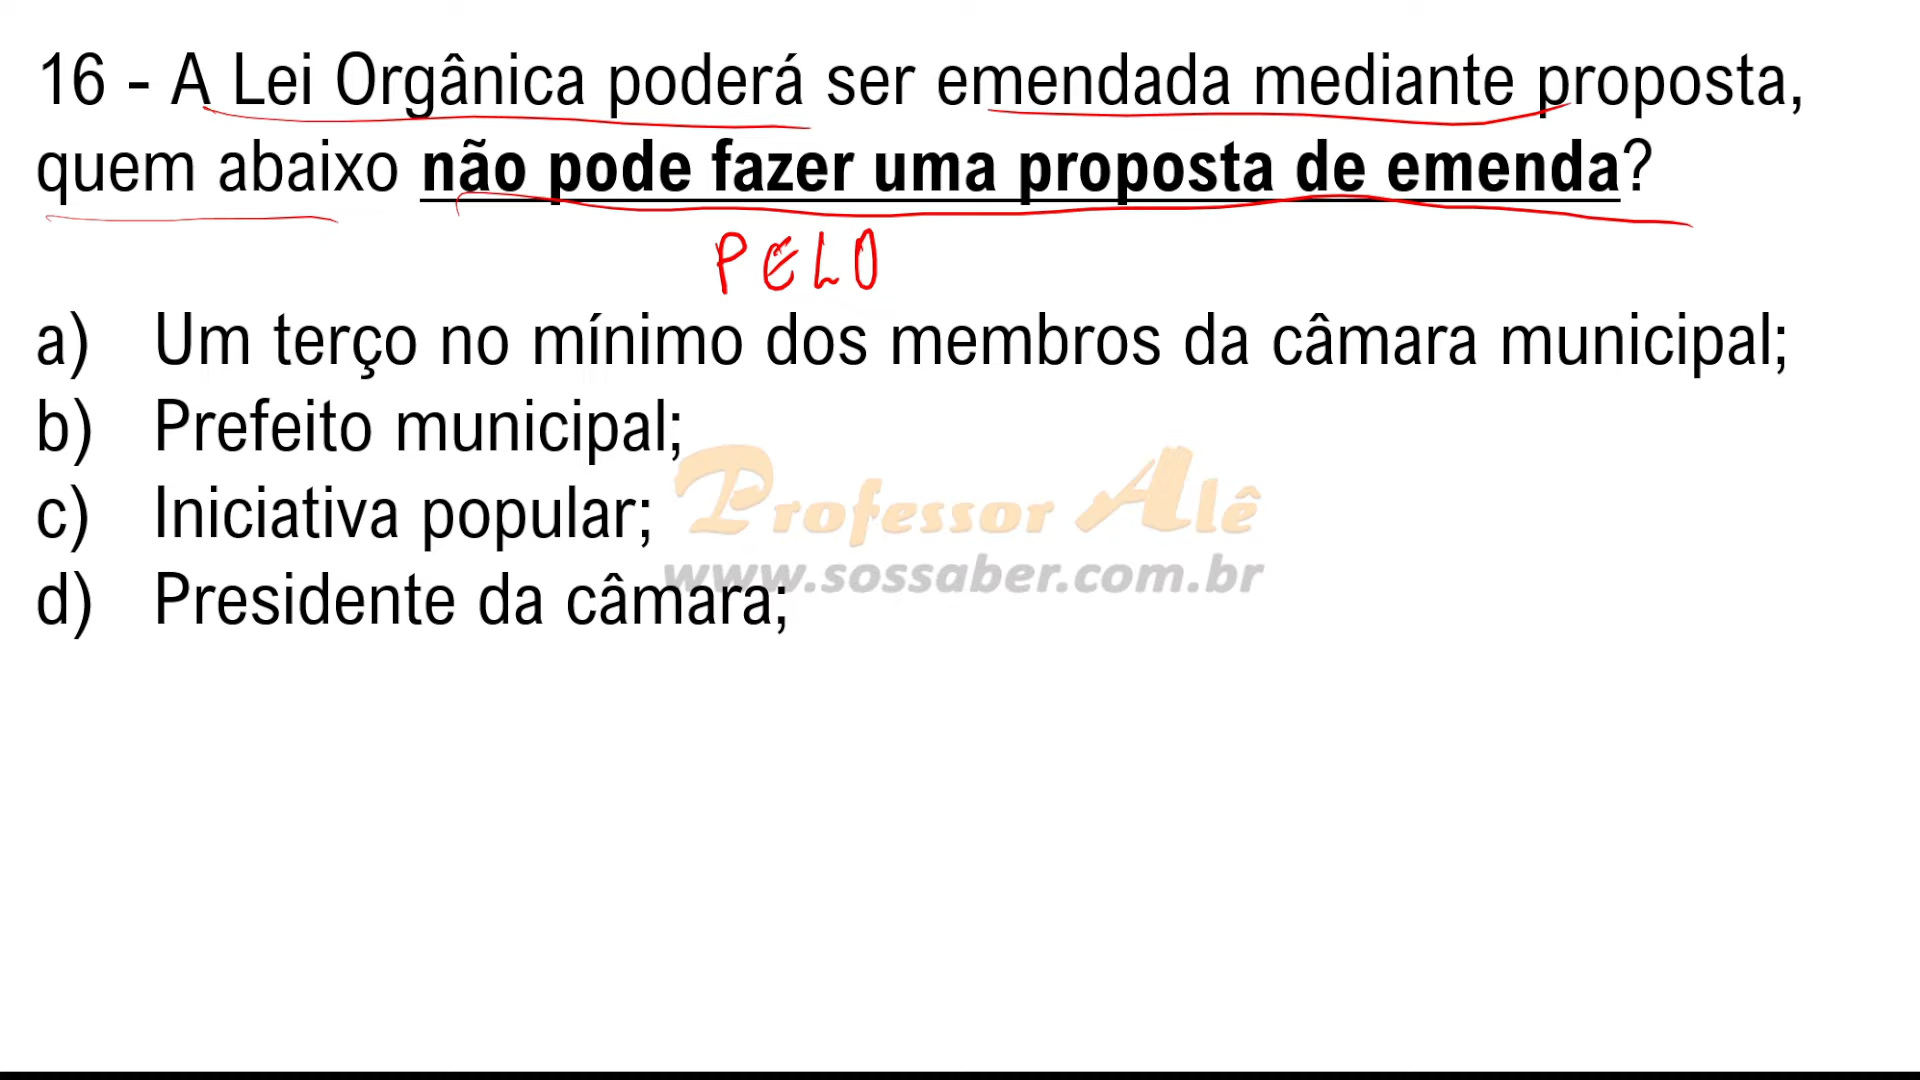 16 - A Lei Orgânica poderá ser emendada mediante proposta,
quem abaixo não pode fazer uma proposta de emenda?
PELO
a) Um terço no mínimo dos membros da câmara municipal;
b) Prefeito municipal;
c) Iniciativa popular;
d) Presidente da câmara;
Professor Alê
www.sossaber.com.br